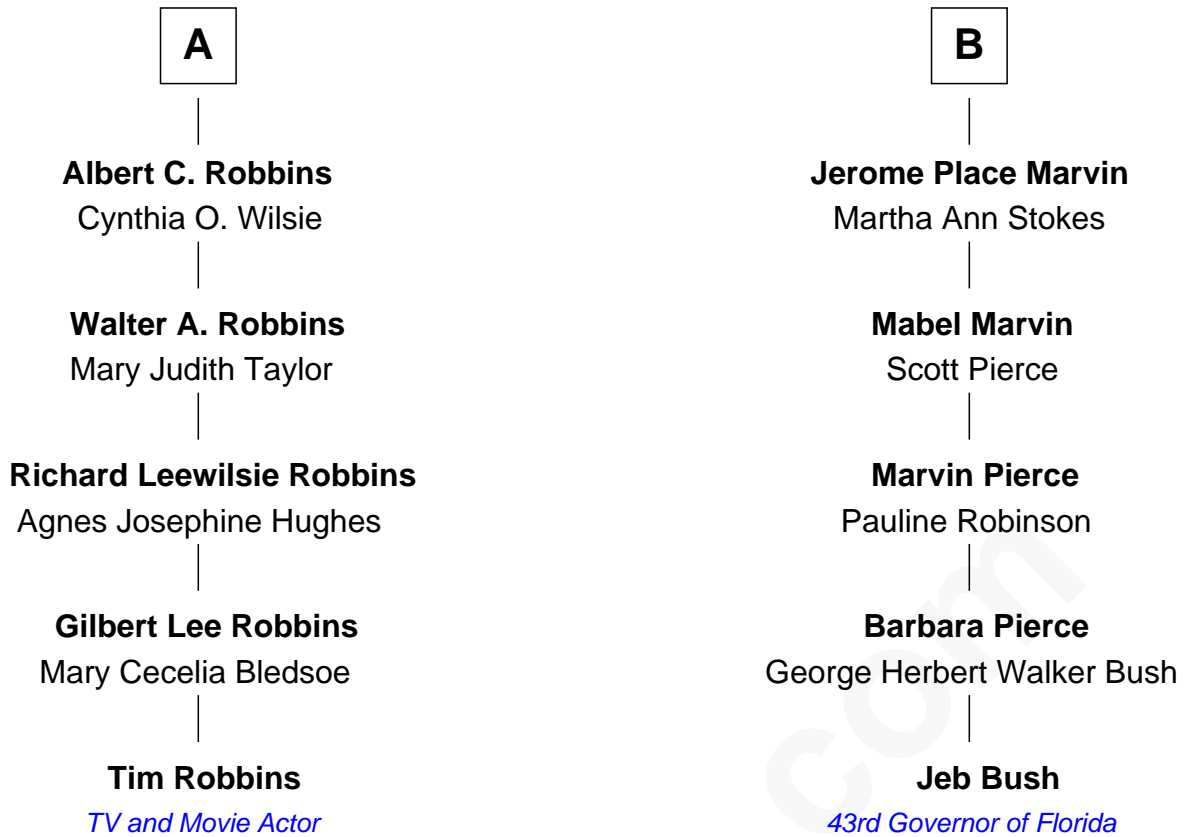 A
Albert C. Robbins
Cynthia O. Wilsie
Walter A. Robbins
Mary Judith Taylor
Richard Leewilsie Robbins
Agnes Josephine Hughes
Gilbert Lee Robbins
Mary Cecelia Bledsoe
Tim Robbins
TV and Movie Actor
B
Jerome Place Marvin
Martha Ann Stokes
Mabel Marvin
Scott Pierce
Marvin Pierce
Pauline Robinson
Barbara Pierce
George Herbert Walker Bush
Jeb Bush
43rd Governor of Florida
com